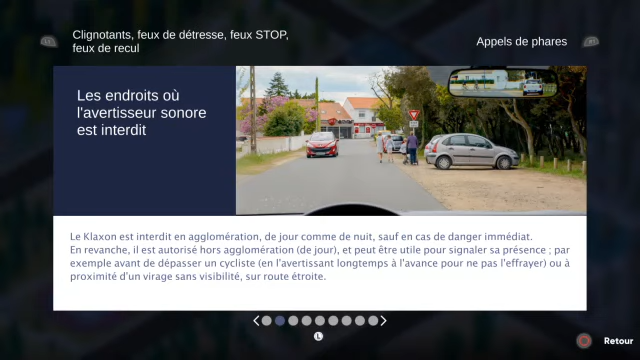 Clignotants, feux de détresse, feux STOP,
feux de recul
Appels de phares
Les endroits où
l'avertisseur sonore
est interdit
Le Klaxon est interdit en agglomération, de jour comme de nuit, sauf en cas de danger immédiat.
En revanche, il est autorisé hors agglomération (de jour), et peut être utile pour signaler sa présence ; par
exemple avant de dépasser un cycliste (en l'avertissant longtemps à l'avance pour ne pas l'effrayer) ou à
proximité d'un virage sans visibilité, sur route étroite.
L
Retour